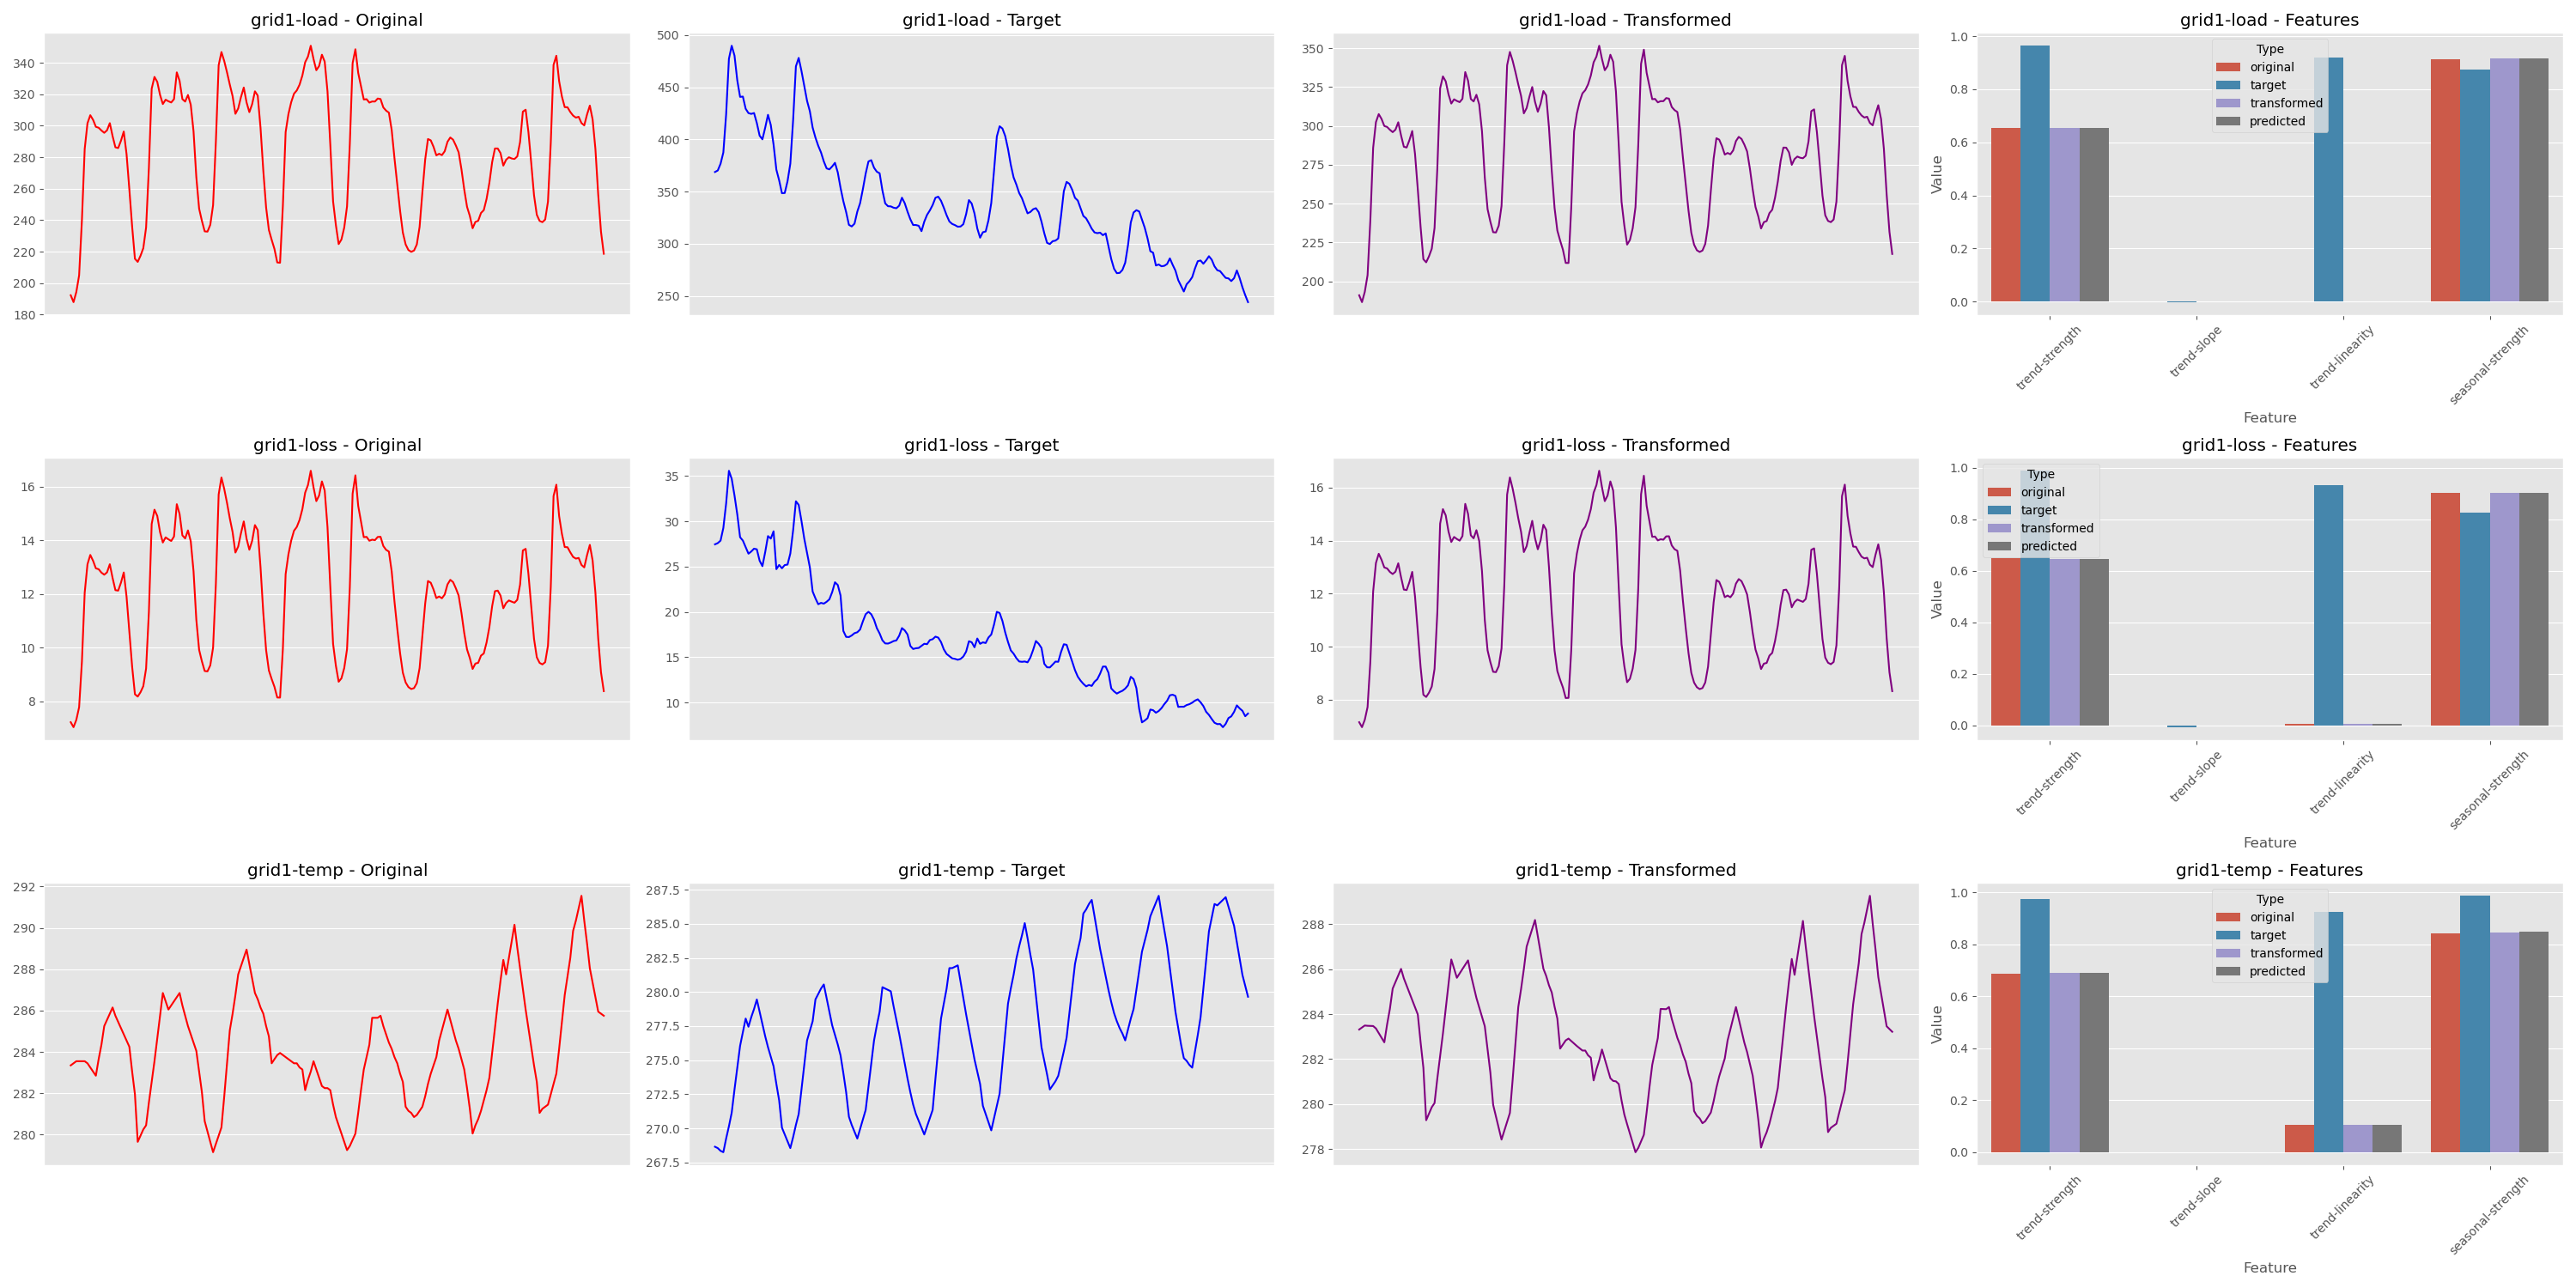 grid1-load - Original
340
320
300
280
260
240
220
200
180
grid1-load - Target
500
450
400
350
300
250
grid1-load - Transformed
350
325
300
275
250
225
200
grid1-load - Features
Value
1.0
0.8
0.6
0.4
0.2
0.0
Type
original
target
transformed
predicted
trend-strength
trend-slope
trend-linearity
seasonal-strength
Feature
grid1-loss - Original
16
14
12
10
8
grid1-loss - Target
35
30
25
20
15
10
grid1-loss - Transformed
16
14
12
10
8
grid1-loss - Features
Value
1.0
0.8
0.6
0.4
0.2
0.0
Type
original
target
transformed
predicted
trend-strength
trend-slope
trend-linearity
seasonal-strength
Feature
grid1-temp - Original
292
290
288
286
284
282
280
grid1-temp - Target
287.5
285.0
282.5
280.0
277.5
275.0
272.5
270.0
267.5
grid1-temp - Transformed
288
286
284
282
280
278
grid1-temp - Features
Value
1.0
0.8
0.6
0.4
0.2
0.0
Type
original
target
transformed
predicted
trend-strength
trend-slope
trend-linearity
seasonal-strength
Feature